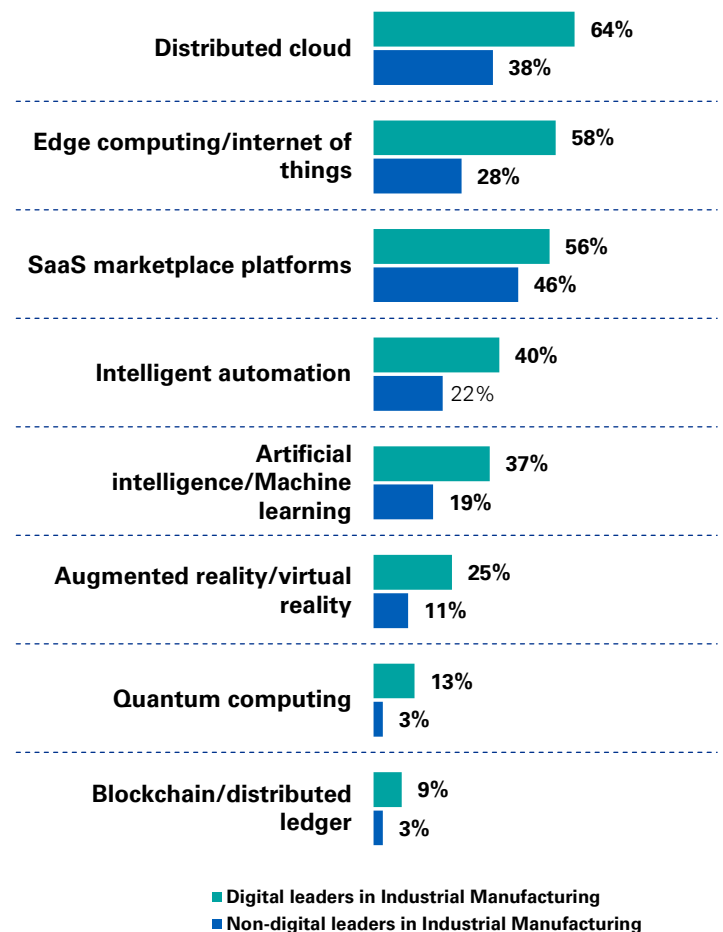 64%
Distributed cloud
38%
Edge computing/internet of
things
58%
28%
SaaS marketplace platforms
56%
46%
Intelligent automation
40%
22%
Artificial
intelligence/Machine
learning
37%
19%
Augmented reality/virtual
reality
25%
11%
Quantum computing
13%
3%
Blockchain/distributed
ledger
9%
3%
Digital leaders in Industrial Manufacturing
Non-digital leaders in Industrial Manufacturing